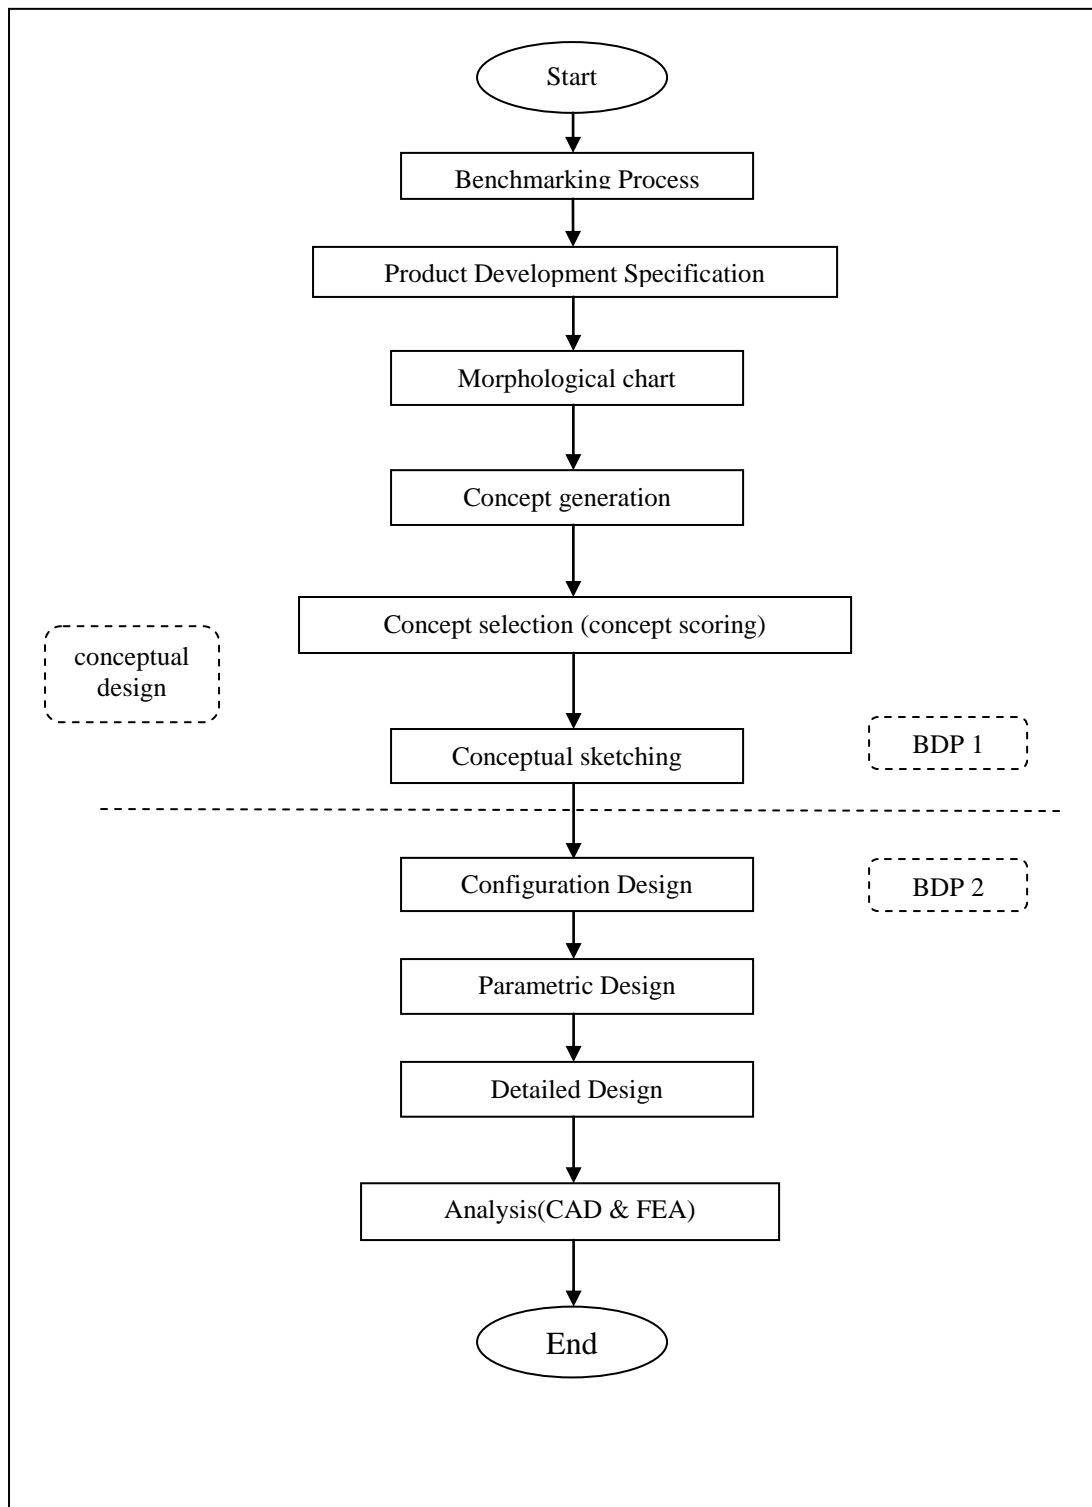 Start
Benchmarking Process
Product Development Specification
Morphological chart
Concept generation
Concept selection (concept scoring)
conceptual
design
BDP 1
Conceptual sketching
Configuration Design
BDP 2
Parametric Design
Detailed Design
Analysis(CAD & FEA)
End